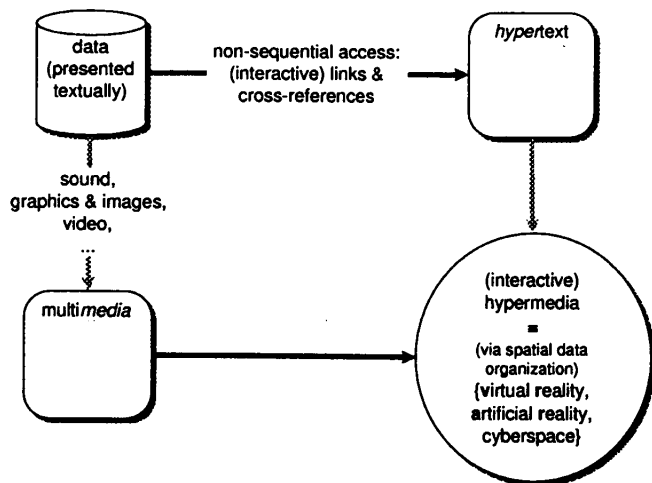 data
(presented
textually)
non-sequential access:
(interactive) links &
cross-references
hypertext
sound,
graphics & images,
video,
...
multimedia
(interactive)
hypermedia
=
(via spatial data
organization)
{virtual reality,
artificial reality,
cyberspace}